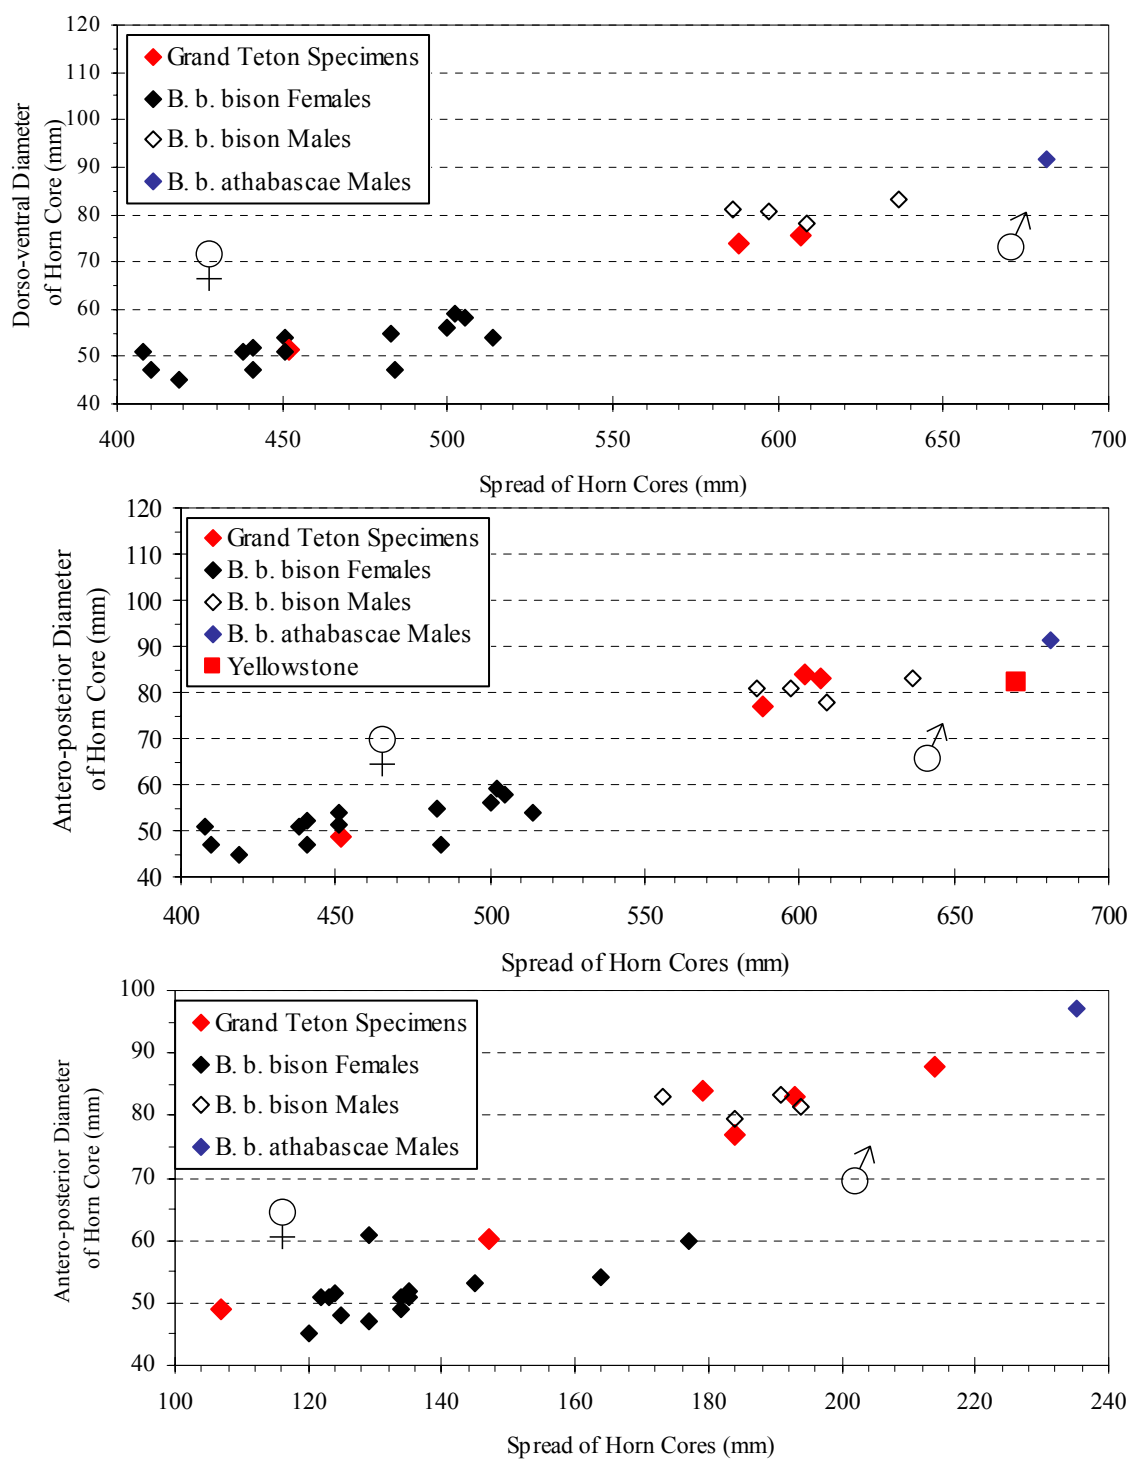 120
110
100
90
80
70
60
50
40
Dorso-ventral Diameter
of Horn Core (mm)
Grand Teton Specimens
B. b. bison Females
B. b. bison Males
B. b. athabascae Males
400 450 500 550 600 650 700
Spread of Horn Cores (mm)
120
110
100
90
80
70
60
50
40
Antero-posterior Diameter
of Horn Core (mm)
Grand Teton Specimens
B. b. bison Females
B. b. bison Males
B. b. athabascae Males
Yellowstone
400 450 500 550 600 650 700
Spread of Horn Cores (mm)
100
90
80
70
60
50
40
Antero-posterior Diameter
of Horn Core (mm)
Grand Teton Specimens
B. b. bison Females
B. b. bison Males
B. b. athabascae Males
100 120 140 160 180 200 220 240
Spread of Horn Cores (mm)